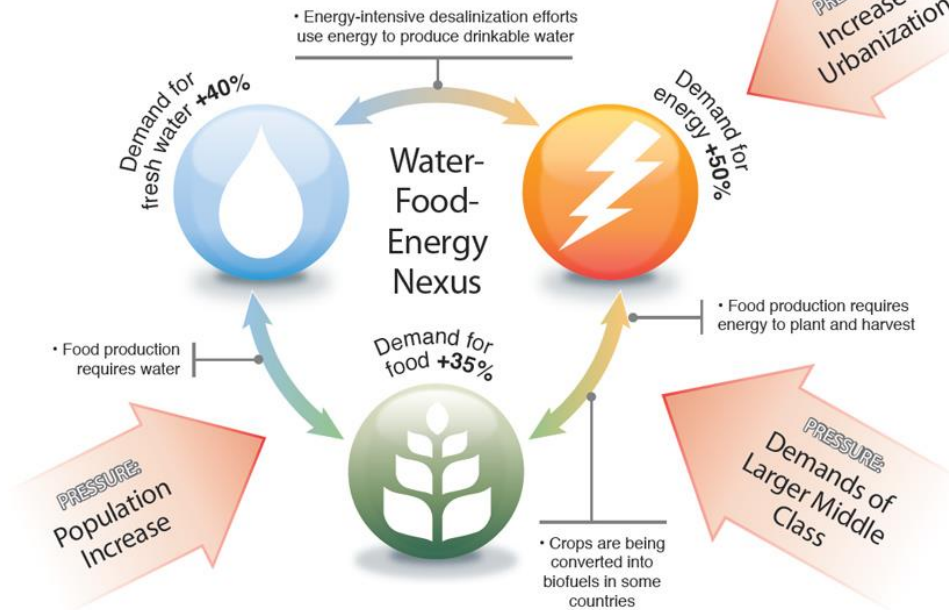 • Energy-intensive desalinization efforts
use energy to produce drinkable water
Increase
Urbanization
Demand for
fresh water +40%
Demand for
energy +50%
Water-
Food-
Energy
Nexus
• Food production requires
energy to plant and harvest
• Food production
requires water
Demand for
food +35%
PRESSURE:
Population
Increase
PRESSURE:
Demands of
Larger Middle
Class
• Crops are being
converted into
biofuels in some
countries